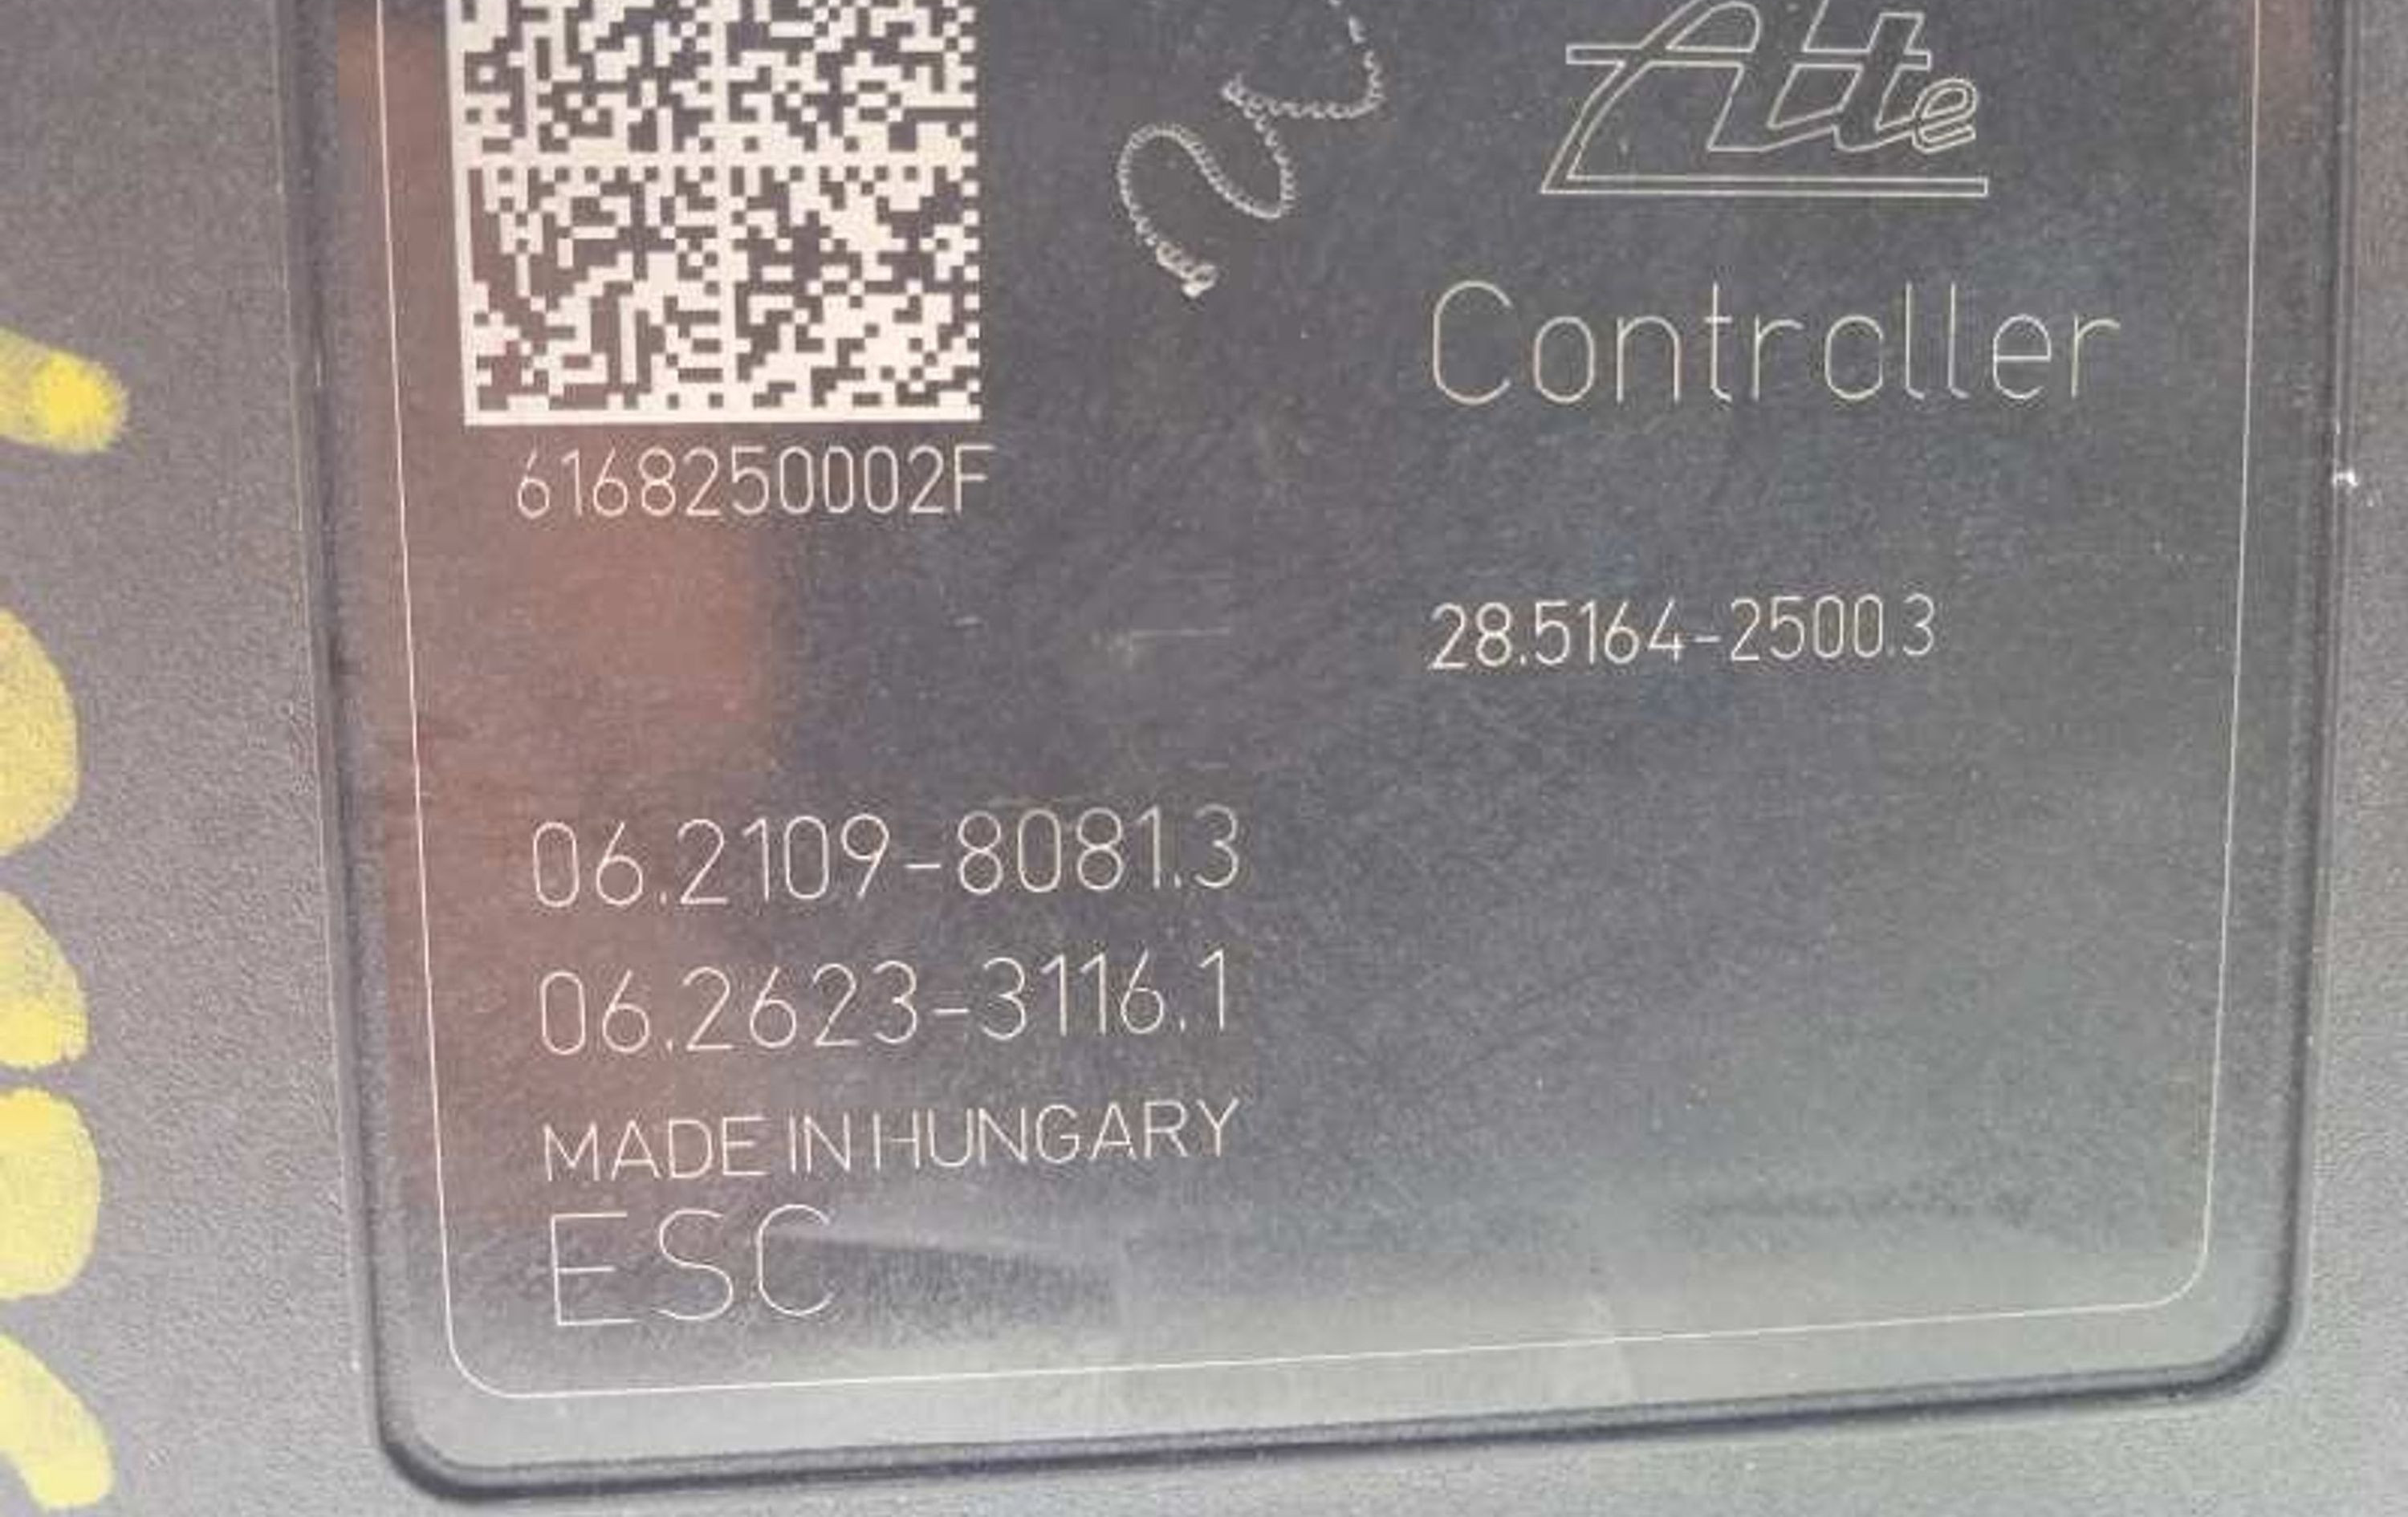 Ate
Controller
6168250002F
28.5164-2500.3
06.2109-8081.3
06.2623-3116.1
MADE IN HUNGARY
ESC